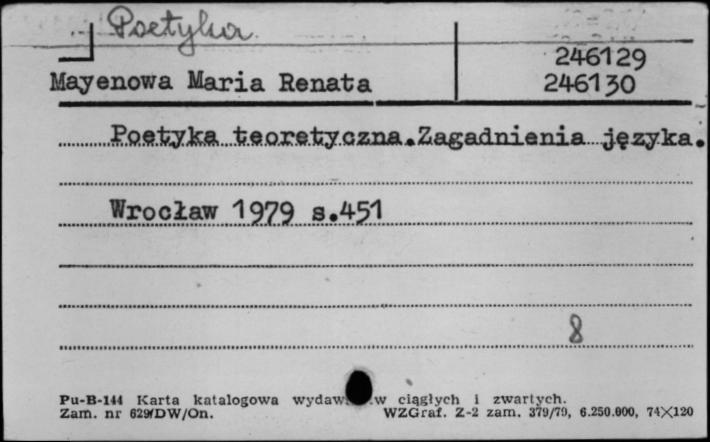 Poetyka
246129
Mayenowa Maria Renata
246130
Poetyka teoretyczna.Zagadnienia języka.
Wrocław 1979 s.451
8
Pu-B-144 Karta katalogowa ciągłych i zwartych.
Zam. nr 629/DW/On. WZGraf. Z-2 zam. 379/79, 6.250.000, 74×120